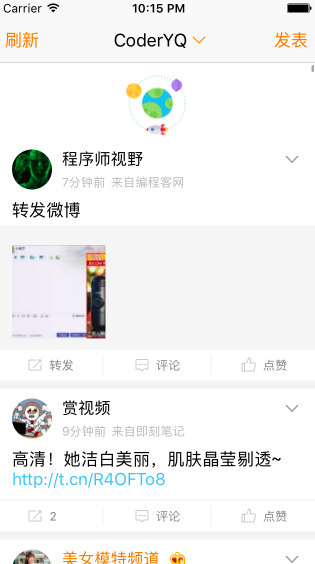 Carrier 10:15 PM
刷新 CoderYQ 发表
程序师视野
7分钟前 来自编程客网
转发微博
转发 评论 点赞
赏视频
9分钟前 来自即刻笔记
高清！她洁白美丽，肌肤晶莹剔透~
http://t.cn/R4OFTo8
2 评论 点赞
美女模特频道